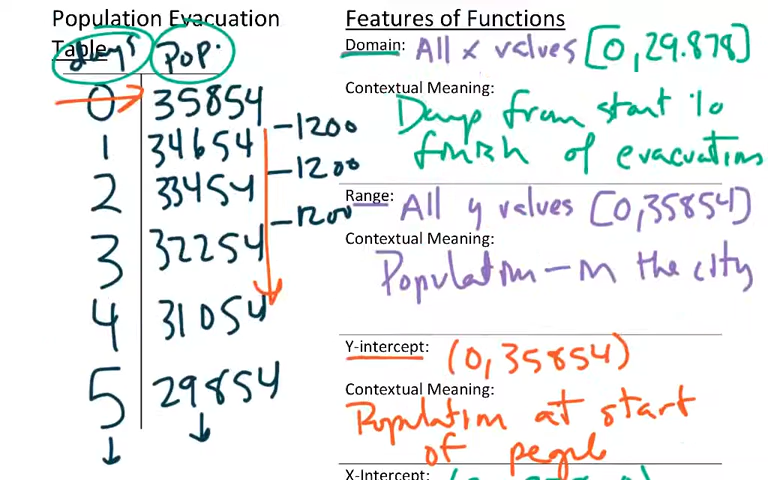 Population Evacuation
Table
days Pop.
0 35854
-1200
1 34654
-1200
2 33454
-1200
3 32254
4 31054
5 29854
Features of Functions
Domain: All x values [0, 29.878]
Contextual Meaning:
Days from start to
finish of evacuation
Range: All y values [0,35854]
Contextual Meaning:
Population - in the city
Y-intercept: (0, 35854)
Contextual Meaning:
Population at start
of people
X-Intercept: